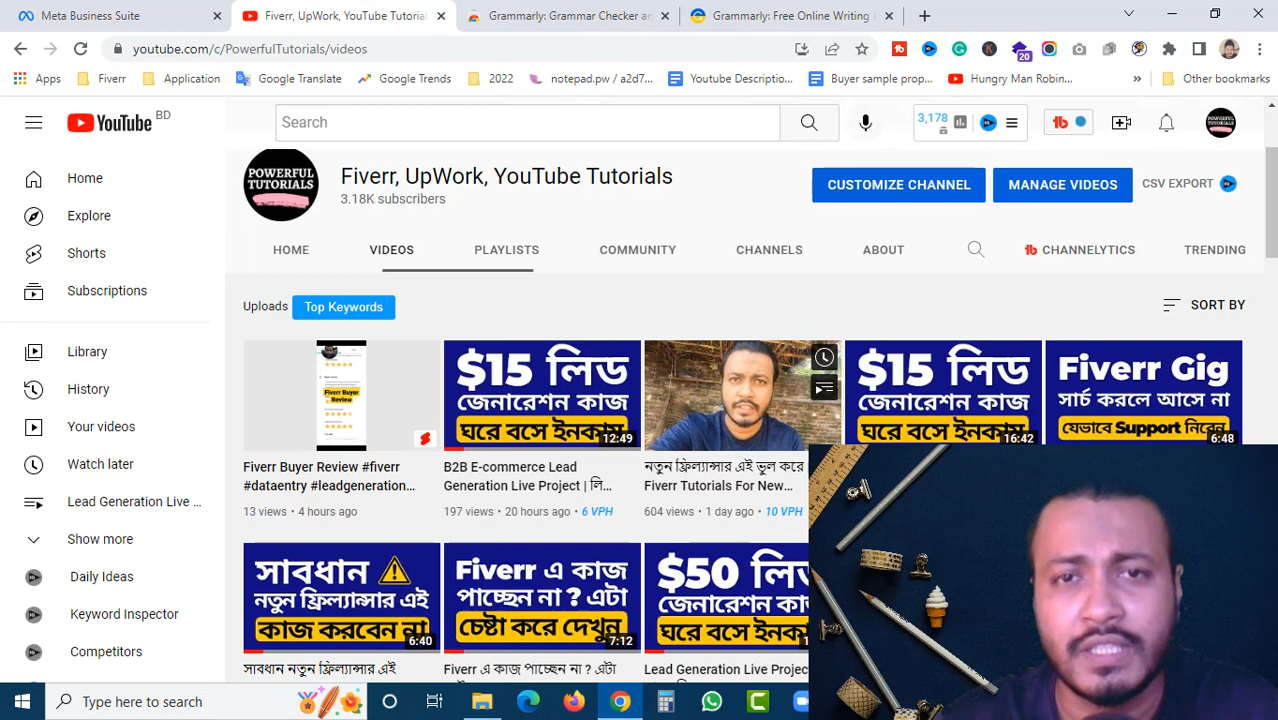 Meta Business Suite
Fiverr, UpWork, YouTube Tutorial
Grammarly: Grammar Checker an
Grammarly: Free Online Writing A
youtube.com/c/PowerfulTutorials/videos
20
Apps
Fiverr
Application
Google Translate
Google Trends
2022
notepad.pw / a2d7...
Youtube Descriptio...
Buyer sample prop...
Hungry Man Robin...
Other bookmarks
YouTube BD
Search
3,178
tb
Home
Explore
Shorts
Subscriptions
Library
History
Your videos
Watch later
Lead Generation Live ...
Show more
Daily Ideas
Keyword Inspector
Competitors
POWERFUL
TUTORIALS
Fiverr, UpWork, YouTube Tutorials
3.18K subscribers
CUSTOMIZE CHANNEL
MANAGE VIDEOS
CSV EXPORT
HOME
VIDEOS
PLAYLISTS
COMMUNITY
CHANNELS
ABOUT
CHANNELYTICS
TRENDING
Uploads
Top Keywords
SORT BY
Fiverr Buyer
Review
$15 লিড
জেনারেশন কাজ
ঘরে বসে ইনকাম
12:49
$15 লিড
জেনারেশন কাজ
ঘরে বসে ইনকাম
16:42
Fiverr Gig
সার্চ করলে আসে না
যেভাবে Support নিবেন
6:48
Fiverr Buyer Review #fiverr
#dataentry #leadgeneration...
13 views • 4 hours ago
B2B E-commerce Lead
Generation Live Project | লি...
197 views • 20 hours ago • 6 VPH
নতুন ফ্রিল্যান্সার এই ভুল করে
Fiverr Tutorials For New...
604 views • 1 day ago • 10 VPH
সাবধান
নতুন ফ্রিল্যান্সার এই
কাজ করবেন না
6:40
Fiverr এ কাজ
পাচ্ছেন না ? এটা
চেষ্টা করে দেখুন
7:12
$50 লি
জেনারেশন কা
ঘরে বসে ইনকা
সাবধান নতুন ফ্রিল্যান্সার এই
Fiverr এ কাজ পাচ্ছেন না ? এটা
Lead Generation Live Projec
Type here to search